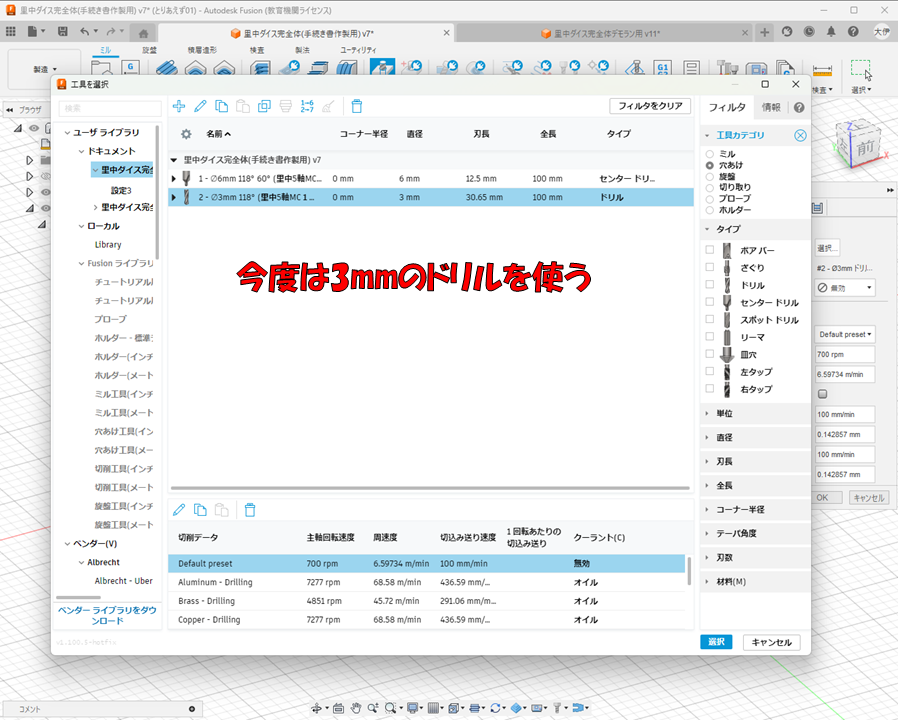 里中ダイス完全体(手続き書作製用) v7* (とりあえず01) - Autodesk Fusion (教育機関ライセンス)
里中ダイス完全体(手続き書作製用) v7*
里中ダイス完全体デモラン用 v11*
大伊
ミル
旋盤
積層造形
検査
製法
ユーティリティ
製造
G1
G2
検査
選択
ブラウザ
工具を選択
検索
ユーザ ライブラリ
ドキュメント
里中ダイス完全
設定3
里中ダイス完全
ローカル
Library
Fusion ライブラリ
チュートリアル
チュートリアル
プローブ
ホルダー - 標準
ホルダー(インチ
ホルダー(メート
ミル工具(インチ
ミル工具(メート
穴あけ工具(イン
穴あけ工具(メー
切削工具(インチ
切削工具(メート
旋盤工具(インチ
旋盤工具(メート
ベンダー(V)
Albrecht
Albrecht - Uber
ベンダー ライブラリをダウ
ンロード
1-6
2-7
フィルタをクリア
名前
コーナー半径
直径
刃長
全長
タイプ
里中ダイス完全体(手続き書作製用) v7
1 - ∅6mm 118° 60° (里中5軸MC...
0 mm
6 mm
12.5 mm
100 mm
センター ドリ...
2 - ∅3mm 118° (里中5軸MC 1 ...
0 mm
3 mm
30.65 mm
100 mm
ドリル
今度は3mmのドリルを使う
切削データ
主軸回転速度
周速度
切込み送り速度
1 回転あたりの
切込み送り
クーラント(C)
Default preset
700 rpm
6.59734 m/min
100 mm/min
無効
Aluminum - Drilling
7277 rpm
68.58 m/min
436.59 mm/...
オイル
Brass - Drilling
4851 rpm
45.72 m/min
291.06 mm/m...
オイル
Copper - Drilling
7277 rpm
68.58 m/min
436.59 mm/...
オイル
フィルタ
情報
工具カテゴリ
ミル
穴あけ
旋盤
切り取り
プローブ
ホルダー
タイプ
ボア バー
ざぐり
ドリル
センター ドリル
スポット ドリル
リーマ
皿穴
左タップ
右タップ
単位
直径
刃長
全長
コーナー半径
テーパ角度
刃数
材料(M)
選択
キャンセル
前
Z
X
選択...
#2 - Ø3mm ドリ...
無効
Default preset
700 rpm
6.59734 m/min
100 mm/min
0.142857 mm
100 mm/min
0.142857 mm
OK
キャンセル
コメント